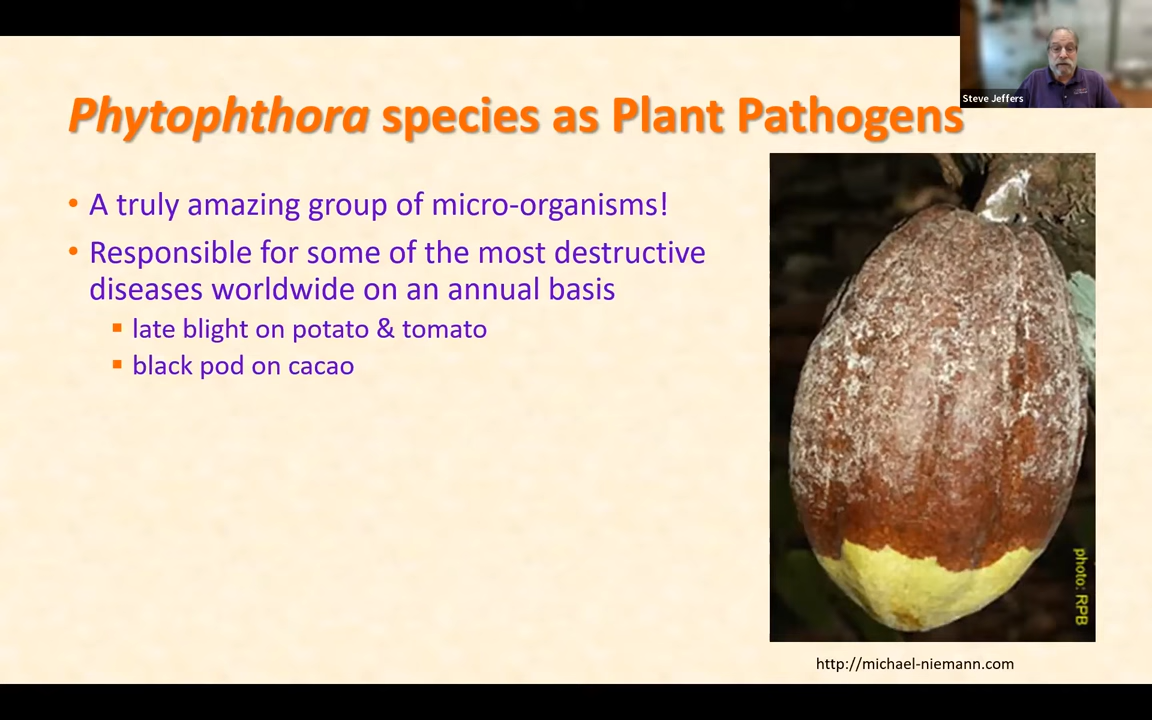 Steve Jeffers
Phytophthora species as Plant Pathogens
• A truly amazing group of micro-organisms!
• Responsible for some of the most destructive
diseases worldwide on an annual basis
▪ late blight on potato & tomato
▪ black pod on cacao
photo: RPB
http://michael-niemann.com